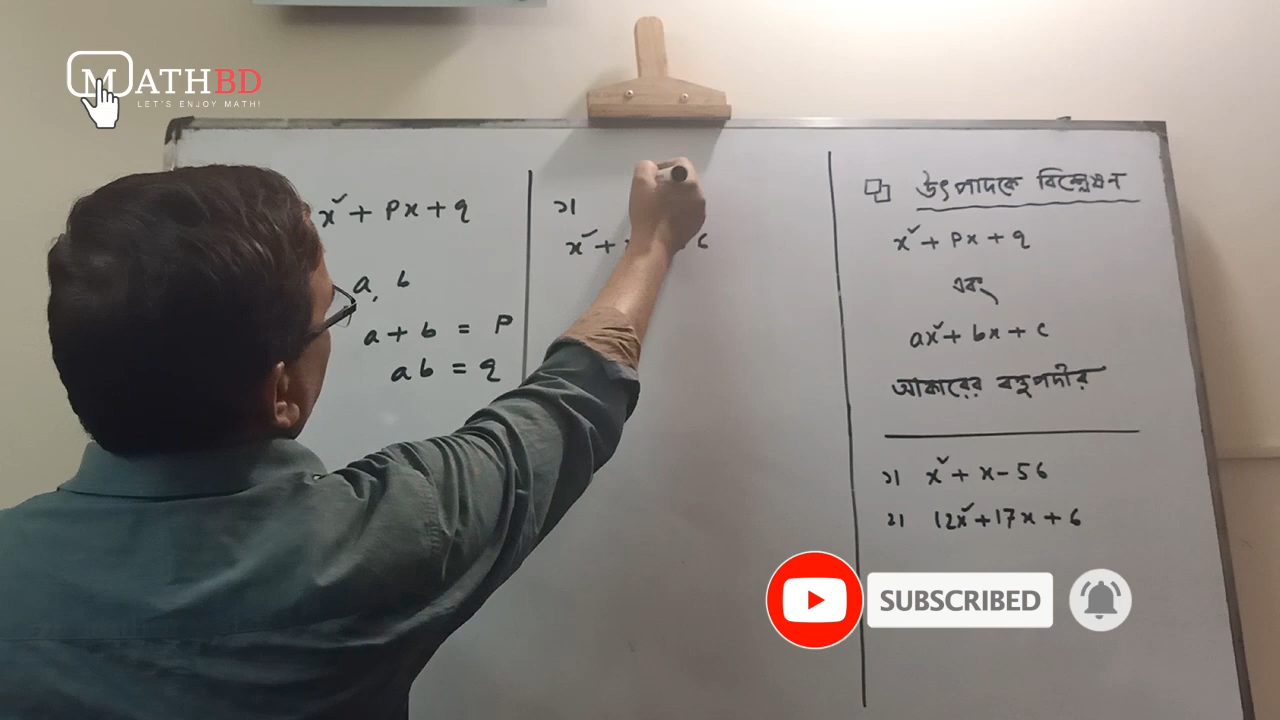 MATHBD
LET'S ENJOY MATH!
x² + px + q
a, b
a + b = p
ab = q
১।
x² +
উৎপাদকে বিশ্লেষণ
x² + px + q
এবং
ax² + bx + c
আকারের বহুপদীর
১। x² + x - 56
২। 12x² + 17x + 6
SUBSCRIBED